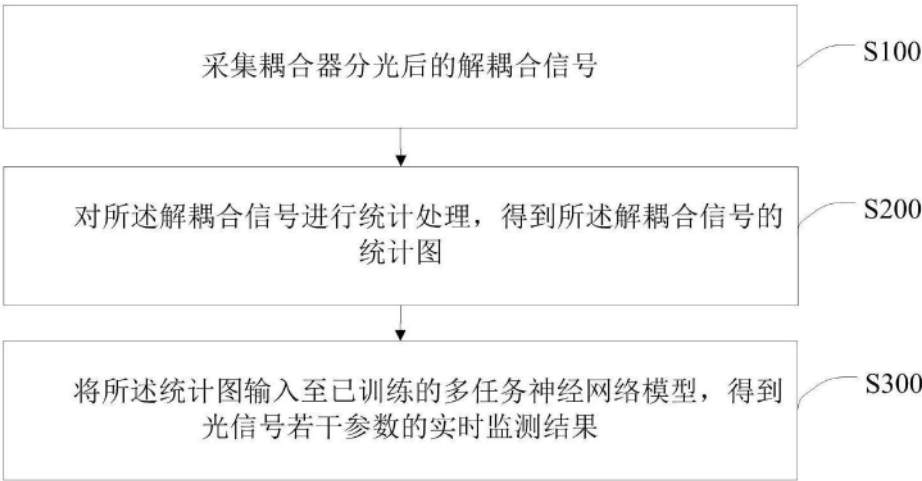 采集耦合器分光后的解耦合信号
S100
对所述解耦合信号进行统计处理，得到所述解耦合信号的
统计图
S200
将所述统计图输入至已训练的多任务神经网络模型，得到
光信号若干参数的实时监测结果
S300